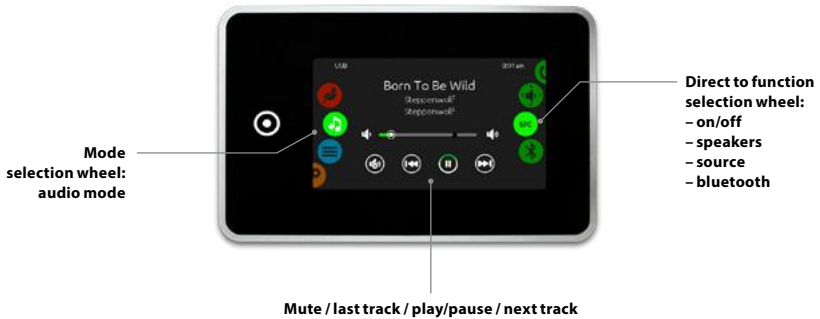 USB
Born To Be Wild
Steppenwolf
Steppenwolf
src
Mode
selection wheel:
audio mode
Direct to function
selection wheel:
– on/off
– speakers
– source
– bluetooth
Mute / last track / play/pause / next track